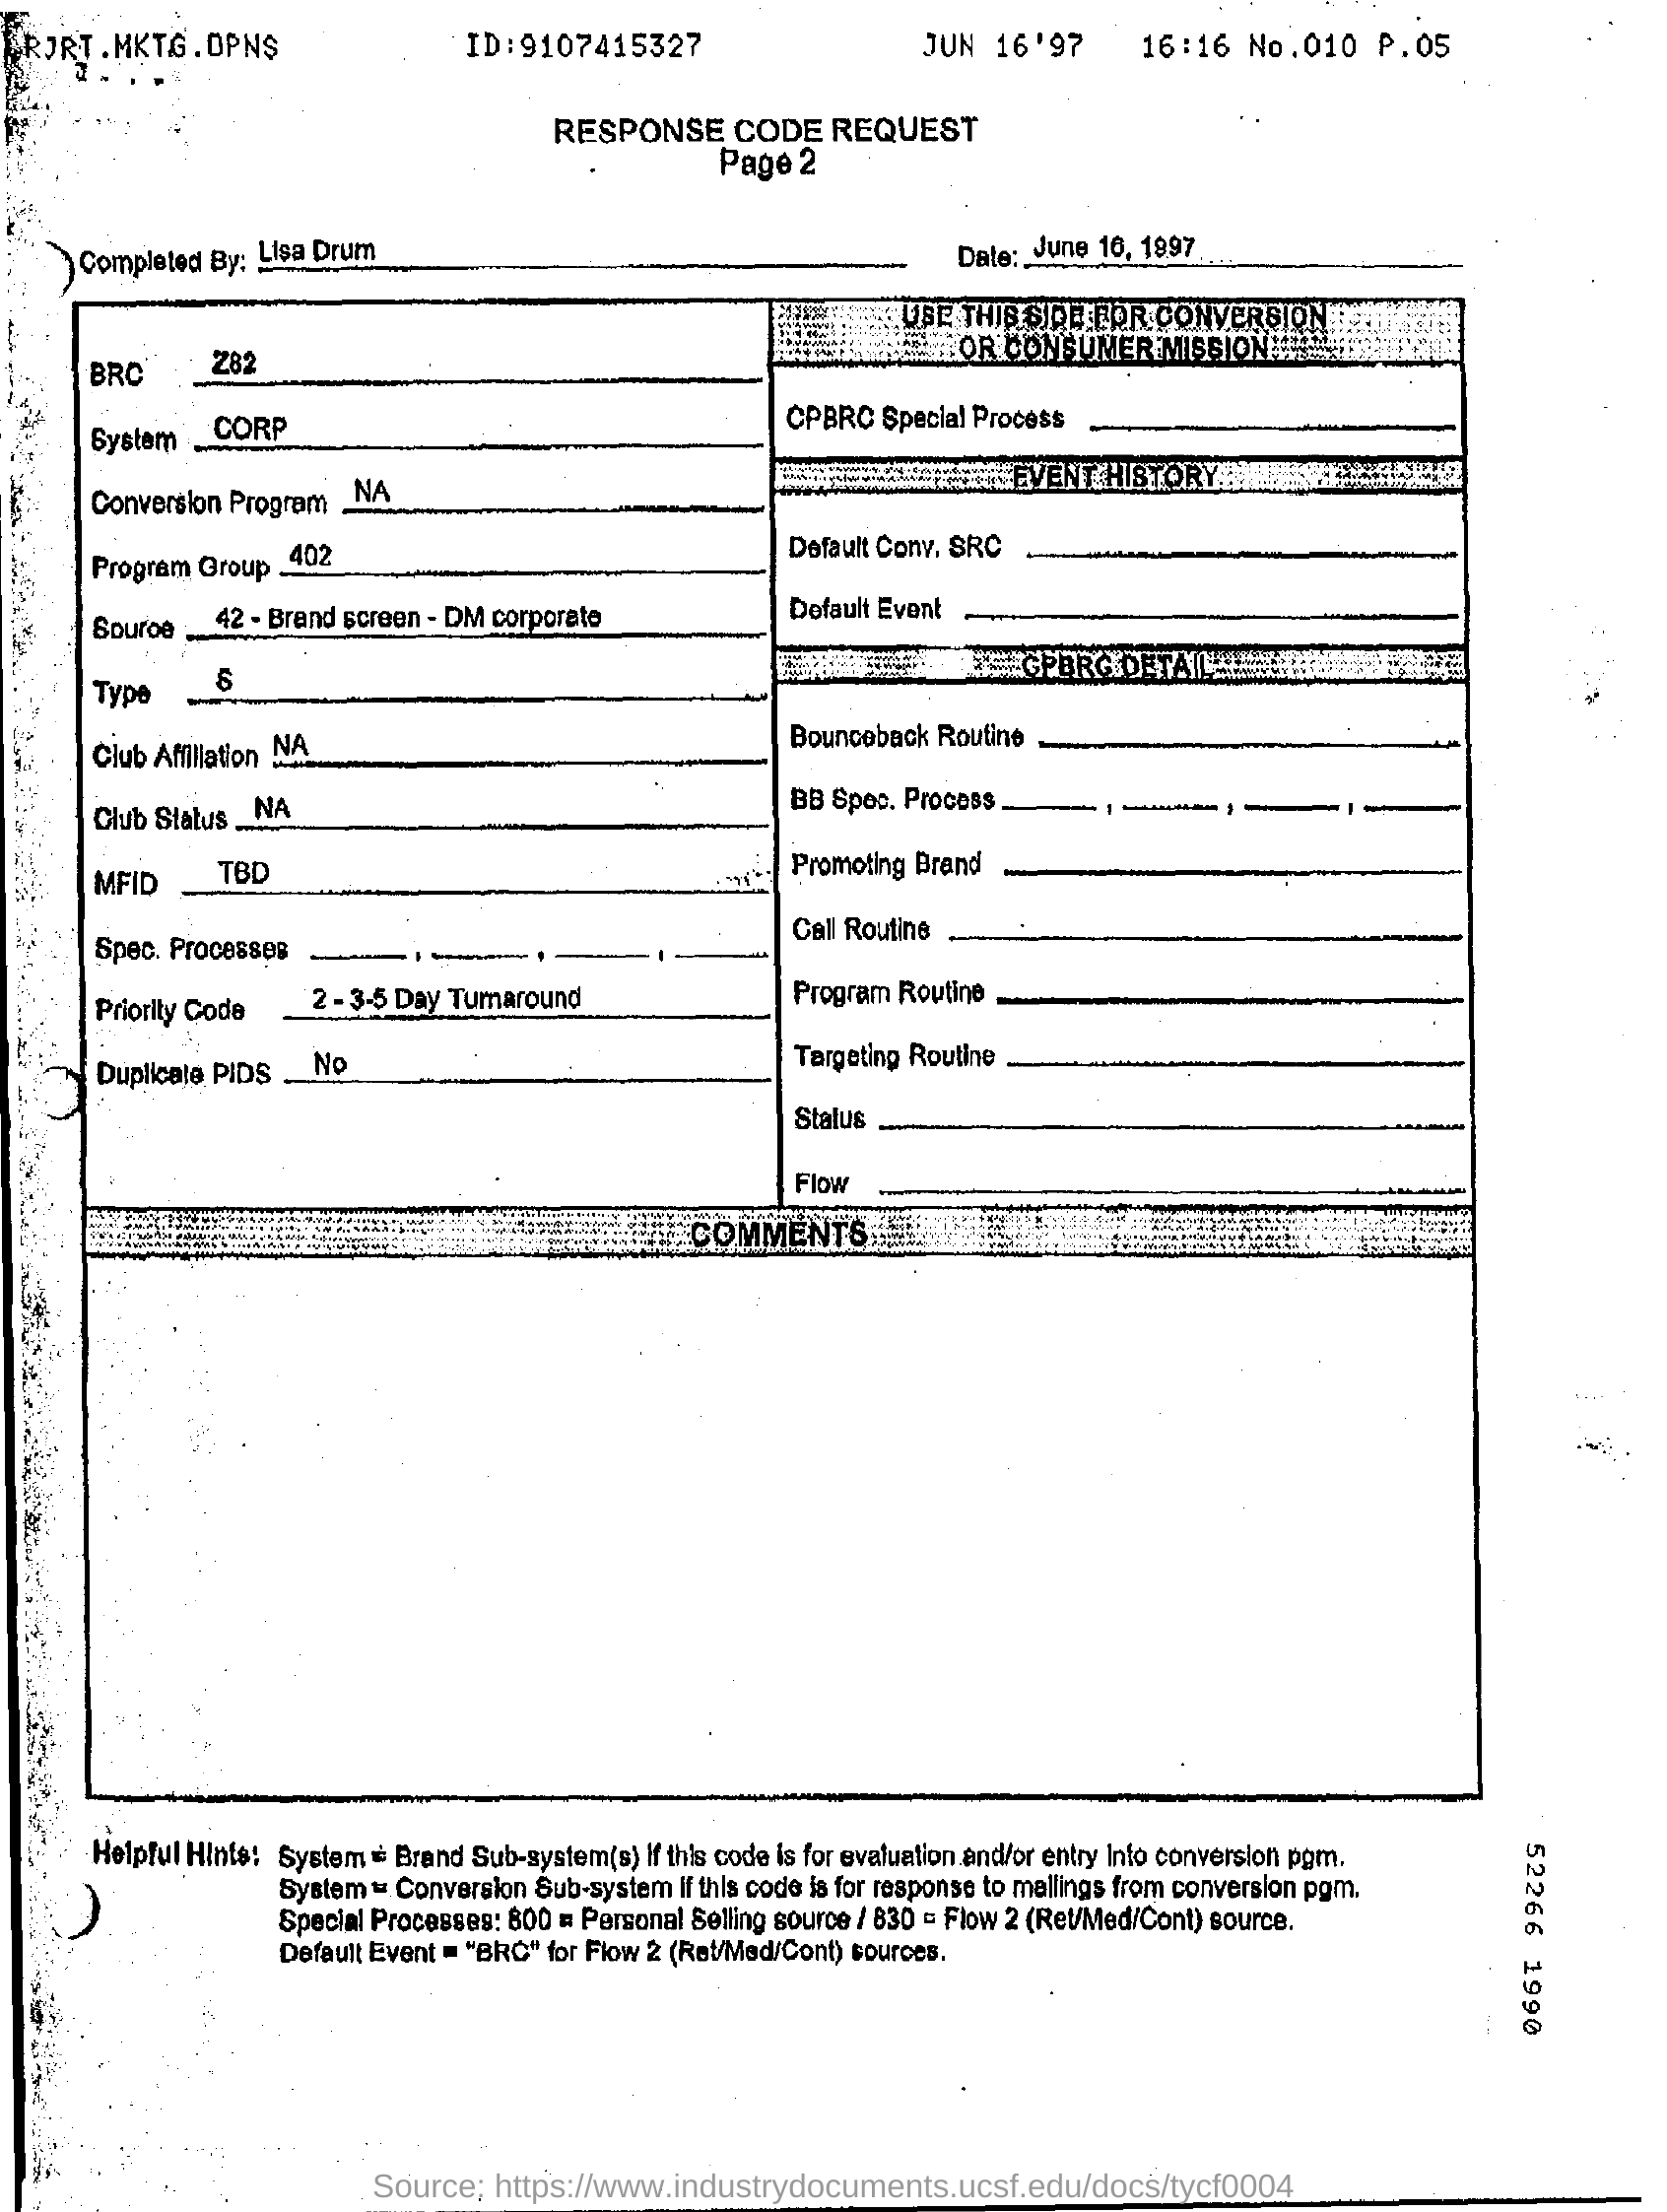 RJRT.MKTG.OPNS ID:9107415327 JUN 16'97 16:16 No.010 P.05
RESPONSE CODE REQUEST
Page 2
Completed By: Lisa Drum Date: June 16, 1997
BRC Z82
System CORP
Conversion Program NA
Program Group 402
Source 42 - Brand screen - DM corporate
Type S
Club Affiliation NA
Club Status NA
MFID TBD
Spec. Processes , , ,
Priority Code 2 - 3-5 Day Turnaround
Duplicate PIDS No
USE THIS SIDE FOR CONVERSION
OR CONSUMER MISSION
CPBRC Special Process
EVENT HISTORY
Default Conv. SRC
Default Event
CPBRC DETAIL
Bounceback Routine
BB Spec. Process , , ,
Promoting Brand
Call Routine
Program Routine
Targeting Routine
Status
Flow
COMMENTS
Helpful Hints: System = Brand Sub-system(s) if this code is for evaluation and/or entry into conversion pgm.
System = Conversion Sub-system if this code is for response to mailings from conversion pgm.
Special Processes: 800 = Personal Selling source / 830 = Flow 2 (Ret/Med/Cont) source.
Default Event = "BRC" for Flow 2 (Ret/Med/Cont) sources.
52266 1990
Source: https://www.industrydocuments.ucsf.edu/docs/tycf0004